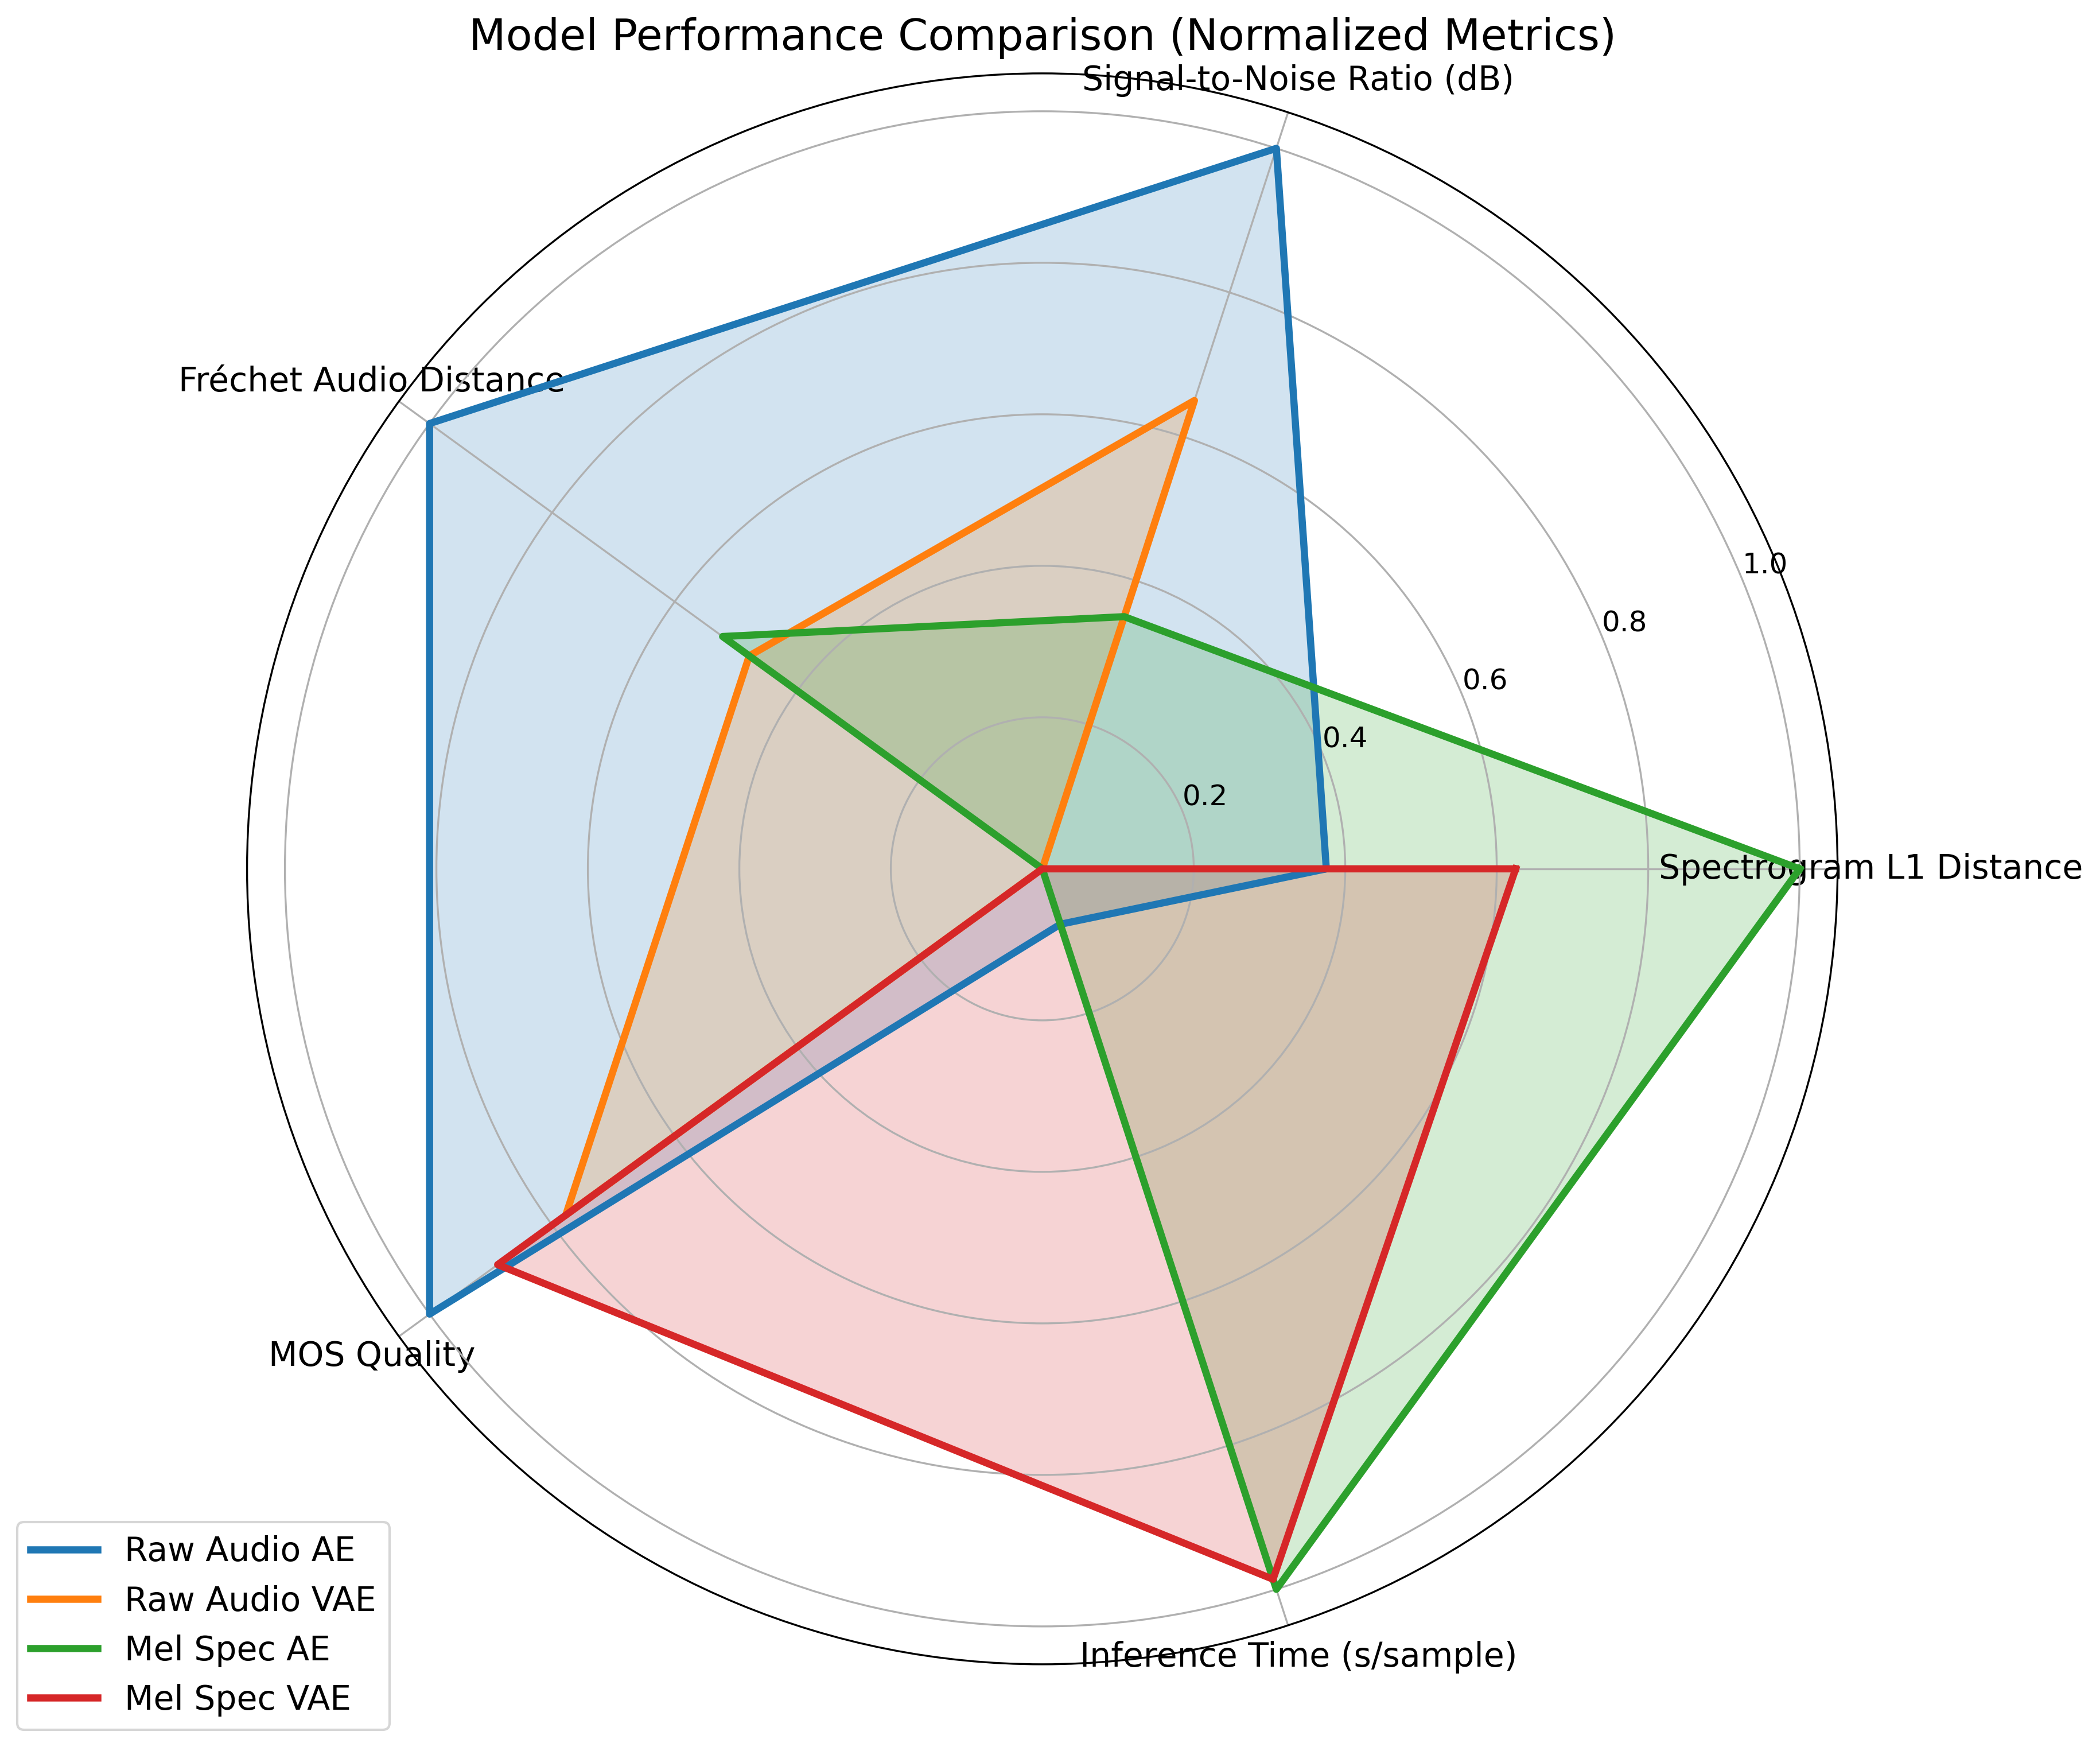 Model Performance Comparison (Normalized Metrics)
Signal-to-Noise Ratio (dB)
Fréchet Audio Distance
1.0
0.8
0.6
0.4
0.2
Spectrogram L1 Distance
MOS Quality
Inference Time (s/sample)
Raw Audio AE
Raw Audio VAE
Mel Spec AE
Mel Spec VAE